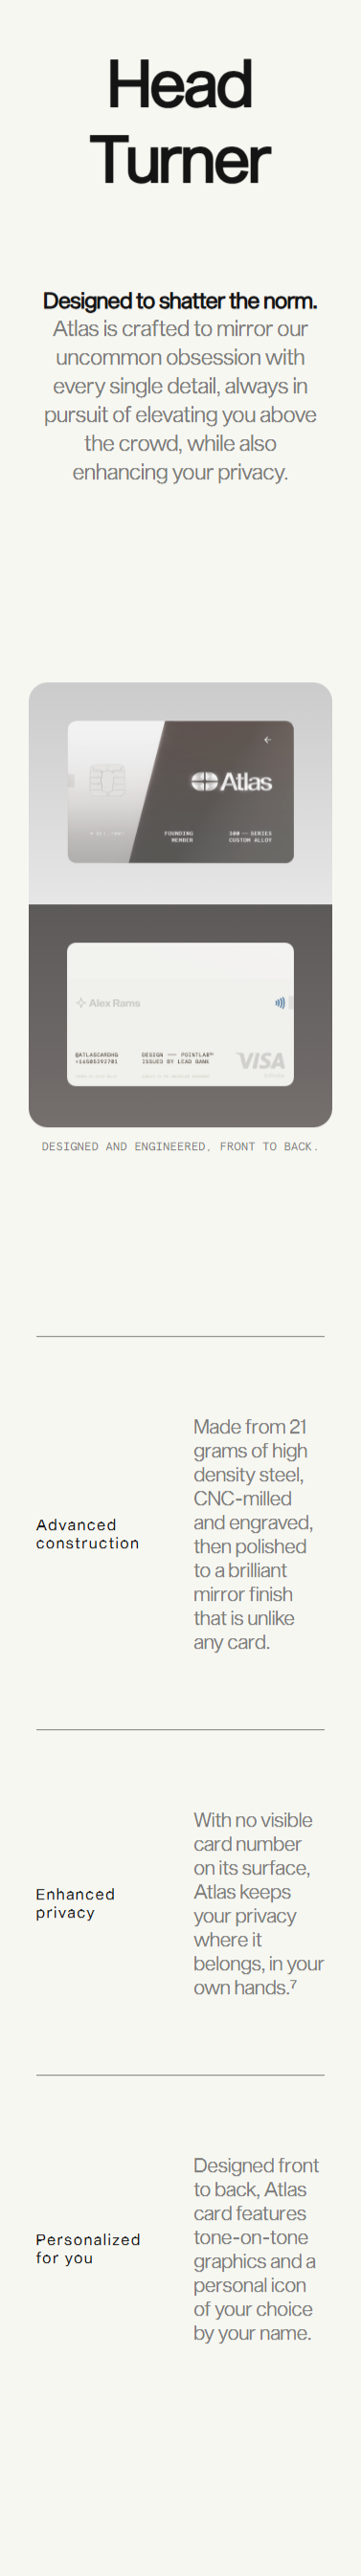 Head
Turner
Designed to shatter the norm.
Atlas is crafted to mirror our
uncommon obsession with
every single detail, always in
pursuit of elevating you above
the crowd, while also
enhancing your privacy.
Atlas
FOUNDING
MEMBER
300 — SERIES
CUSTOM ALLOY
Alex Rams
@ATLASCARDHQ
DESIGN — POINTLAB™
ISSUED BY LEAD BANK
VISA
DESIGNED AND ENGINEERED, FRONT TO BACK.
Advanced
construction
Made from 21
grams of high
density steel,
CNC-milled
and engraved,
then polished
to a brilliant
mirror finish
that is unlike
any card.
Enhanced
privacy
With no visible
card number
on its surface,
Atlas keeps
your privacy
where it
belongs, in your
own hands.⁷
Personalized
for you
Designed front
to back, Atlas
card features
tone-on-tone
graphics and a
personal icon
of your choice
by your name.